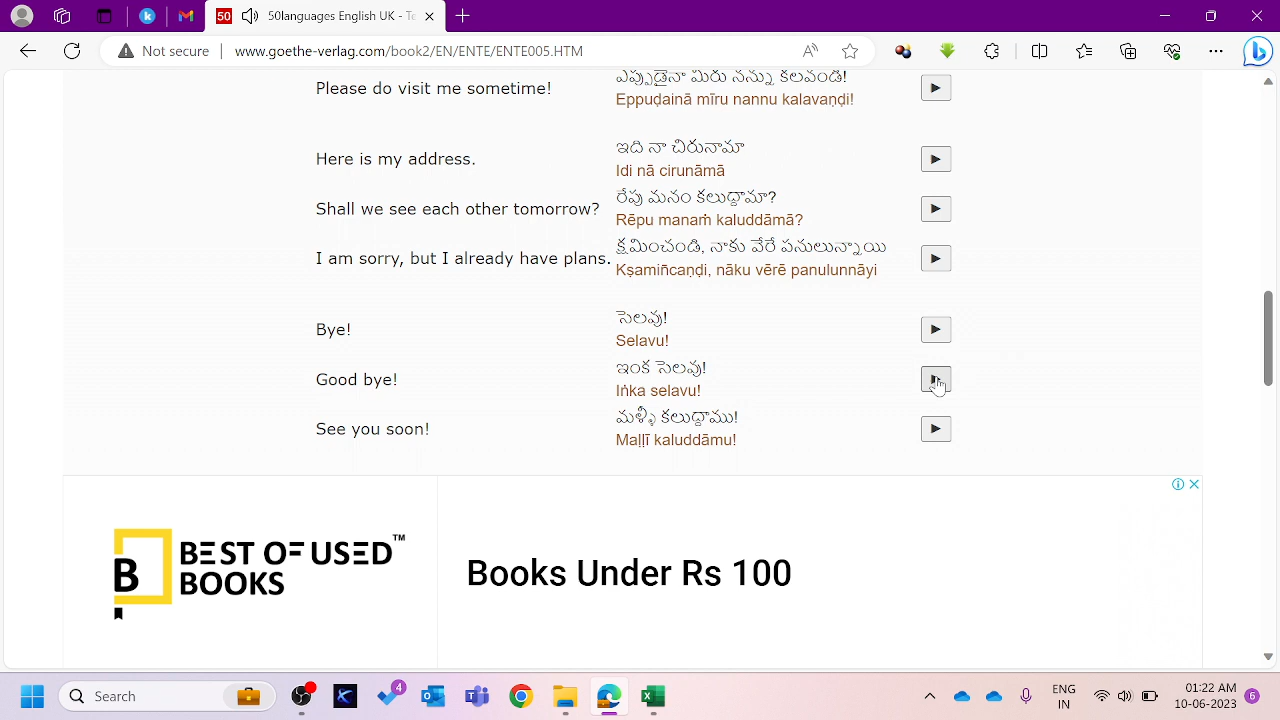 50languages English UK - Te
Not secure
www.goethe-verlag.com/book2/EN/ENTE/ENTE005.HTM
Please do visit me sometime!
ఎప్పుడైనా మీరు నన్ను కలవండి!
Eppuḍainā mīru nannu kalavaṇḍi!
Here is my address.
ఇది నా చిరునామా
Idi nā cirunāmā
Shall we see each other tomorrow?
రేపు మనం కలుద్దామా?
Rēpu manaṁ kaluddāmā?
I am sorry, but I already have plans.
క్షమించండి, నాకు వేరే పనులున్నాయి
Kṣamin̄caṇḍi, nāku vērē panulunnāyi
Bye!
సెలవు!
Selavu!
Good bye!
ఇంక సెలవు!
Iṅka selavu!
See you soon!
మళ్ళీ కలుద్దాము!
Maḷḷī kaluddāmu!
B
BEST OF USED™
BOOKS
Books Under Rs 100
Search
4
ENG
IN
01:22 AM
10-06-2023
6